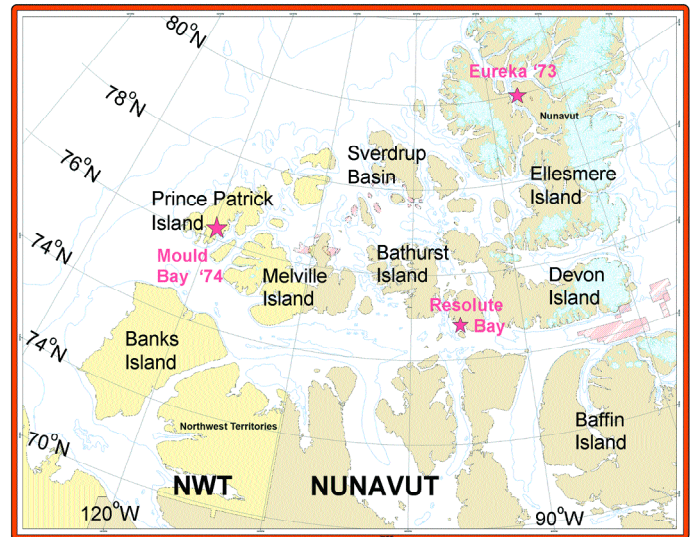 80°N
Eureka ‘73
78°N
Nunavut
Sverdrup
Basin
76°N
Ellesmere
Island
Prince Patrick
Island
74°N
Mould
Bay ‘74
Bathurst
Island
Melville
Island
Devon
Island
Resolute
Bay
74°N
Banks
Island
Northwest Territories
Baffin
Island
70°N
NWT
NUNAVUT
120°W
90°W